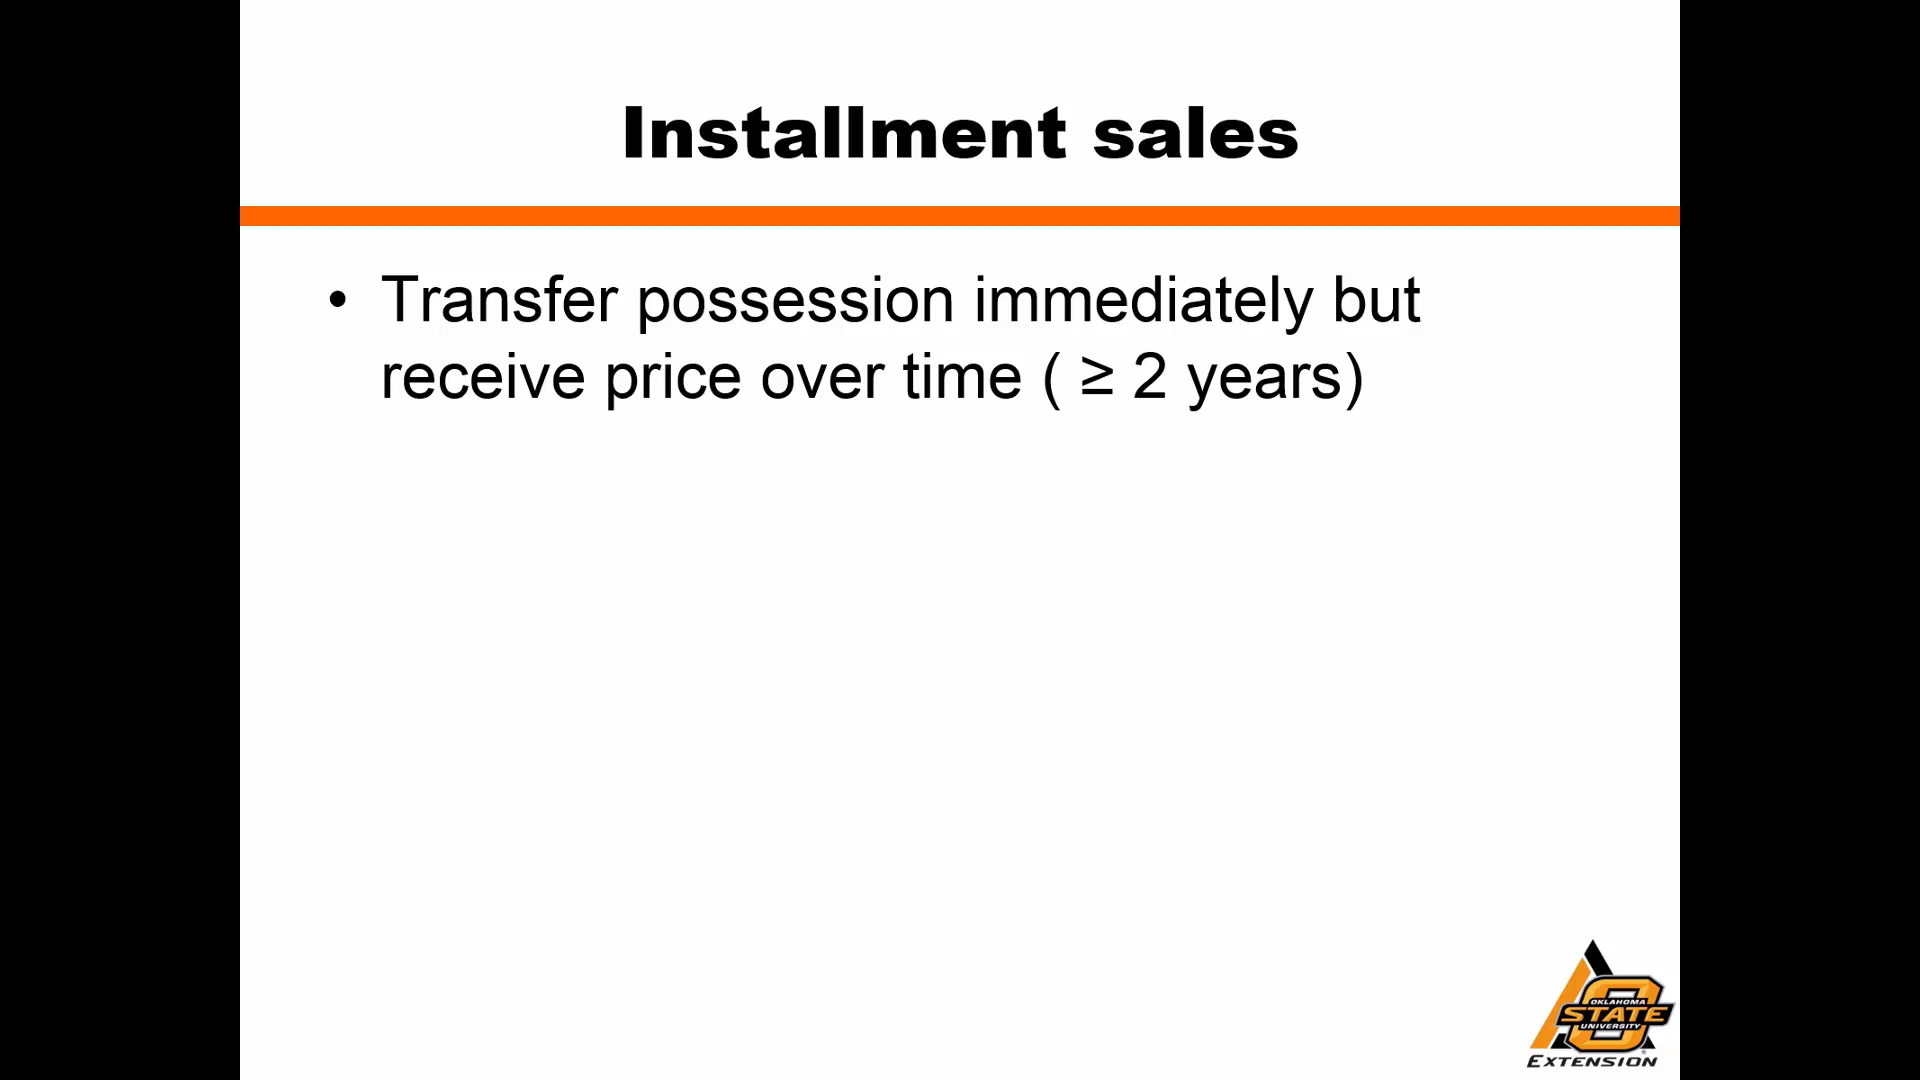 Installment sales
• Transfer possession immediately but
receive price over time ( ≥ 2 years)
OKLAHOMA
STATE
UNIVERSITY
EXTENSION